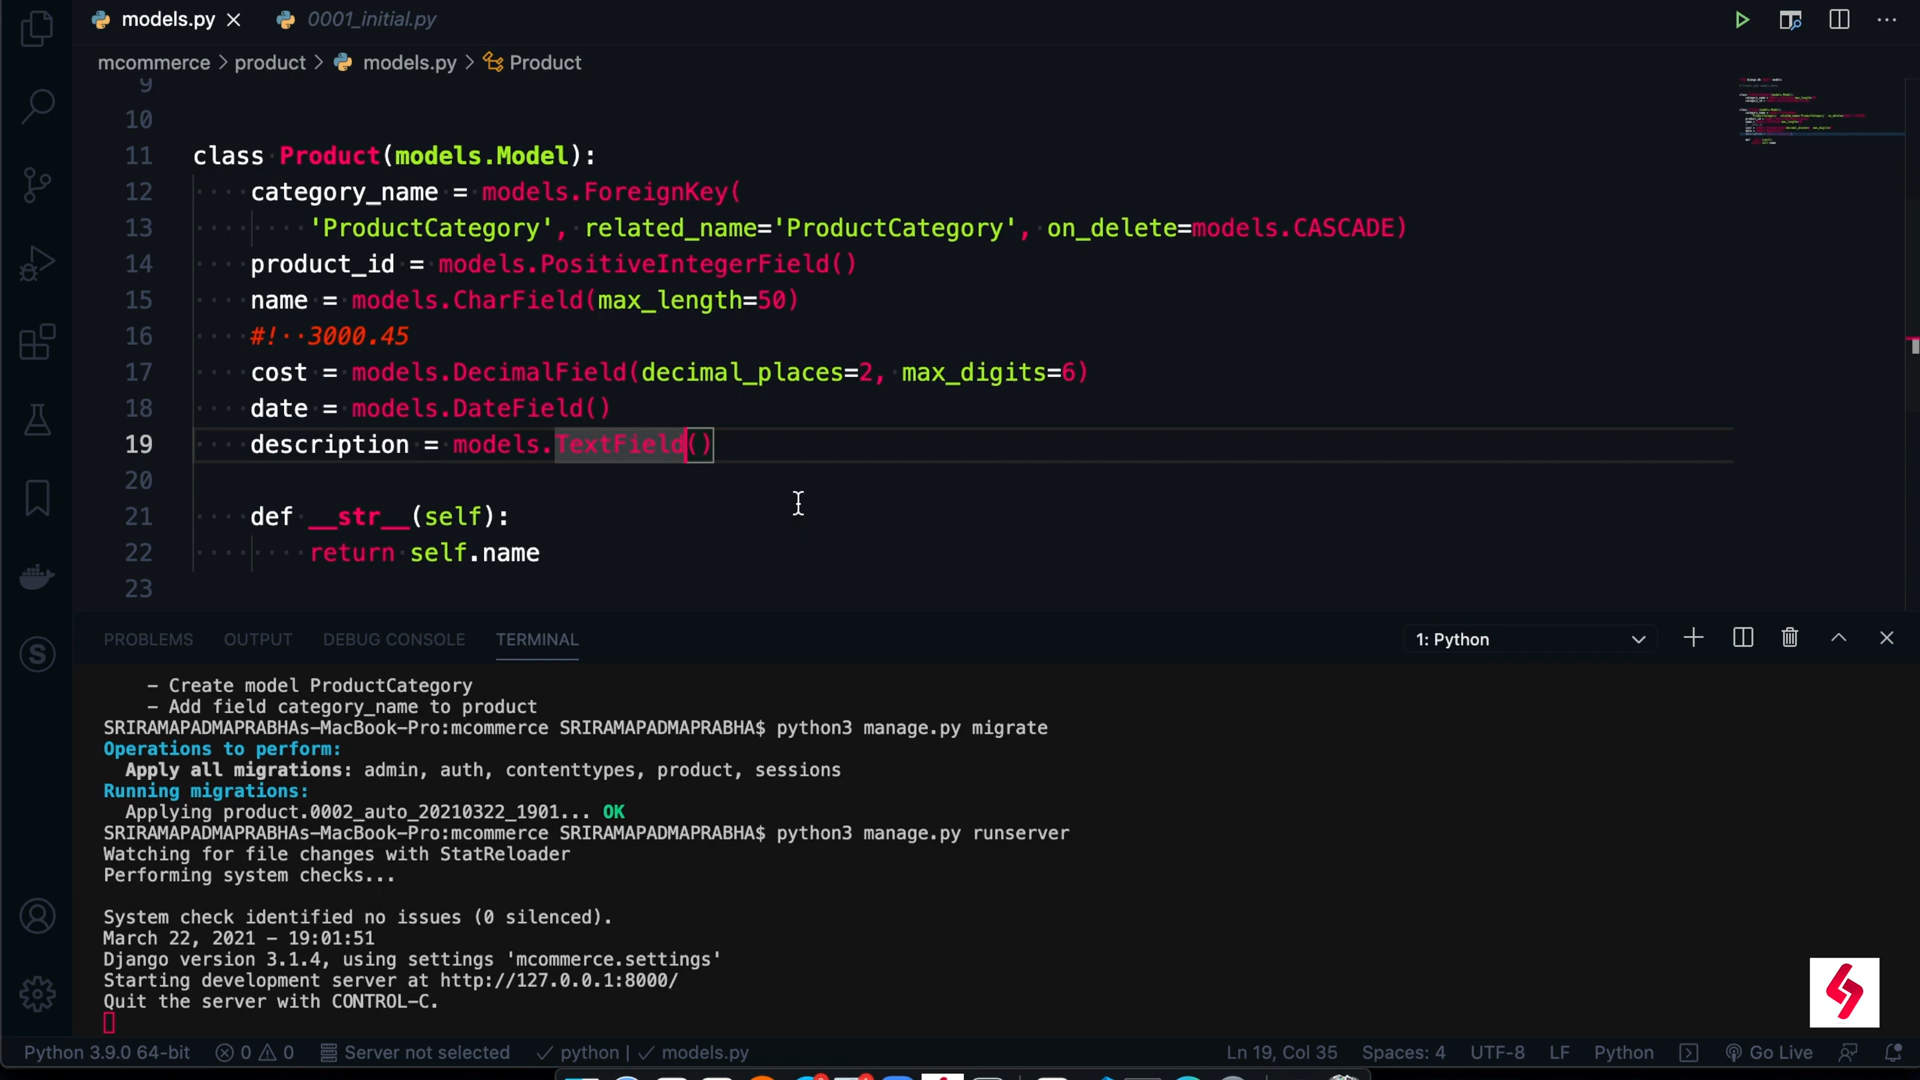 models.py
0001_initial.py
mcommerce > product > models.py > Product
9
10
11 class Product(models.Model):
12 category_name = models.ForeignKey(
13 'ProductCategory', related_name='ProductCategory', on_delete=models.CASCADE)
14 product_id = models.PositiveIntegerField()
15 name = models.CharField(max_length=50)
16 #! 3000.45
17 cost = models.DecimalField(decimal_places=2, max_digits=6)
18 date = models.DateField()
19 description = models.TextField()
20
21 def __str__(self):
22 return self.name
23
PROBLEMS OUTPUT DEBUG CONSOLE TERMINAL 1: Python
- Create model ProductCategory
- Add field category_name to product
SRIRAMAPADMAPRABHAs-MacBook-Pro:mcommerce SRIRAMAPADMAPRABHA$ python3 manage.py migrate
Operations to perform:
Apply all migrations: admin, auth, contenttypes, product, sessions
Running migrations:
Applying product.0002_auto_20210322_1901... OK
SRIRAMAPADMAPRABHAs-MacBook-Pro:mcommerce SRIRAMAPADMAPRABHA$ python3 manage.py runserver
Watching for file changes with StatReloader
Performing system checks...
System check identified no issues (0 silenced).
March 22, 2021 - 19:01:51
Django version 3.1.4, using settings 'mcommerce.settings'
Starting development server at http://127.0.0.1:8000/
Quit the server with CONTROL-C.
Python 3.9.0 64-bit 0 0 Server not selected python | models.py Ln 19, Col 35 Spaces: 4 UTF-8 LF Python Go Live